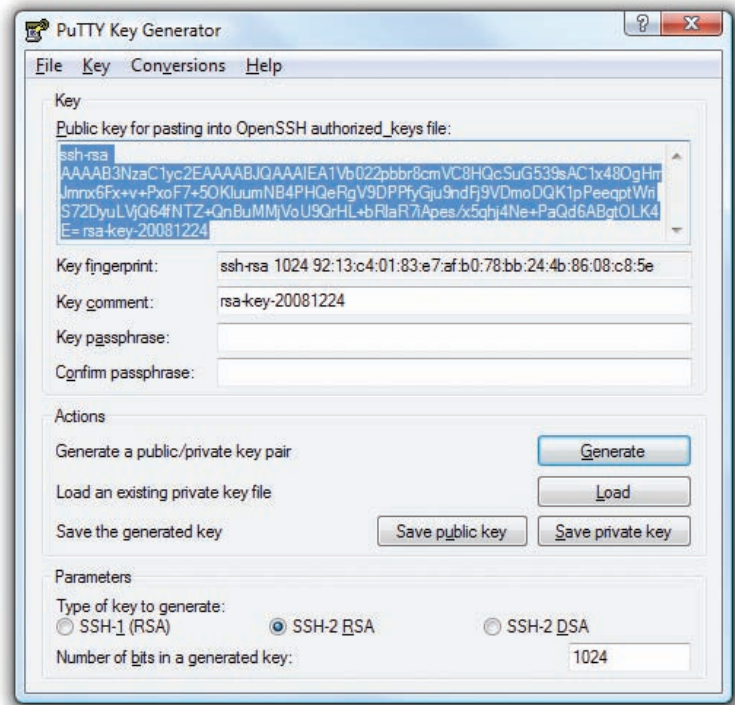 PuTTY Key Generator
File Key Conversions Help
Key
Public key for pasting into OpenSSH authorized_keys file:
ssh-rsa
AAAAB3NzaC1yc2EAAAABJQAAAIEA1Vb022pbbr8cmVC8HQcSuG539sAC1x48OgHm
Jmnx6Fx+v+PxoF7+5OKluumNB4PHQeRgV9DPPfyGju9ndFj9VDmoDQK1pPeeqptWri
S72DyuLVjQ64fNTZ+QnBuMMjVoU9QrHL+bRlaR7iApes/x5qhj4Ne+PaQd6ABgtOLK4
E= rsa-key-20081224
Key fingerprint: ssh-rsa 1024 92:13:c4:01:83:e7:af:b0:78:bb:24:4b:86:08:c8:5e
Key comment: rsa-key-20081224
Key passphrase:
Confirm passphrase:
Actions
Generate a public/private key pair Generate
Load an existing private key file Load
Save the generated key Save public key Save private key
Parameters
Type of key to generate:
SSH-1 (RSA) SSH-2 RSA SSH-2 DSA
Number of bits in a generated key: 1024